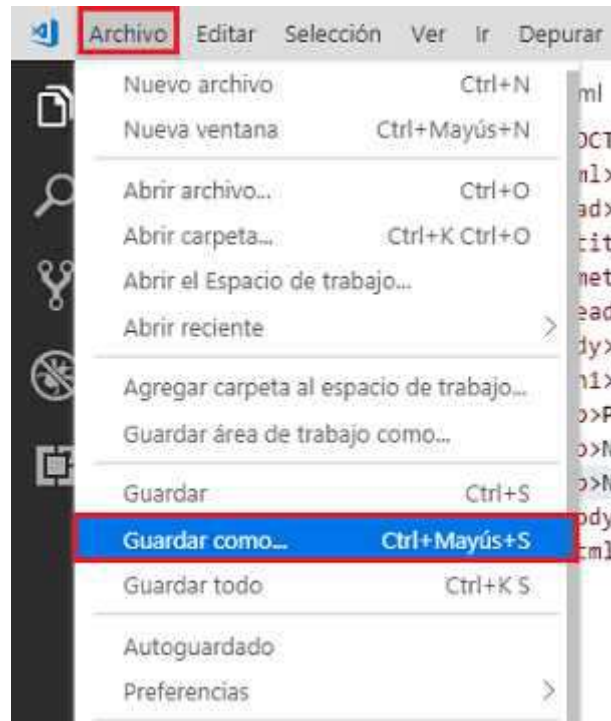 Archivo Editar Selección Ver Ir Depurar
Nuevo archivo Ctrl+N
Nueva ventana Ctrl+Mayús+N
Abrir archivo... Ctrl+O
Abrir carpeta... Ctrl+K Ctrl+O
Abrir el Espacio de trabajo...
Abrir reciente
Agregar carpeta al espacio de trabajo...
Guardar área de trabajo como...
Guardar Ctrl+S
Guardar como... Ctrl+Mayús+S
Guardar todo Ctrl+K S
Autoguardado
Preferencias